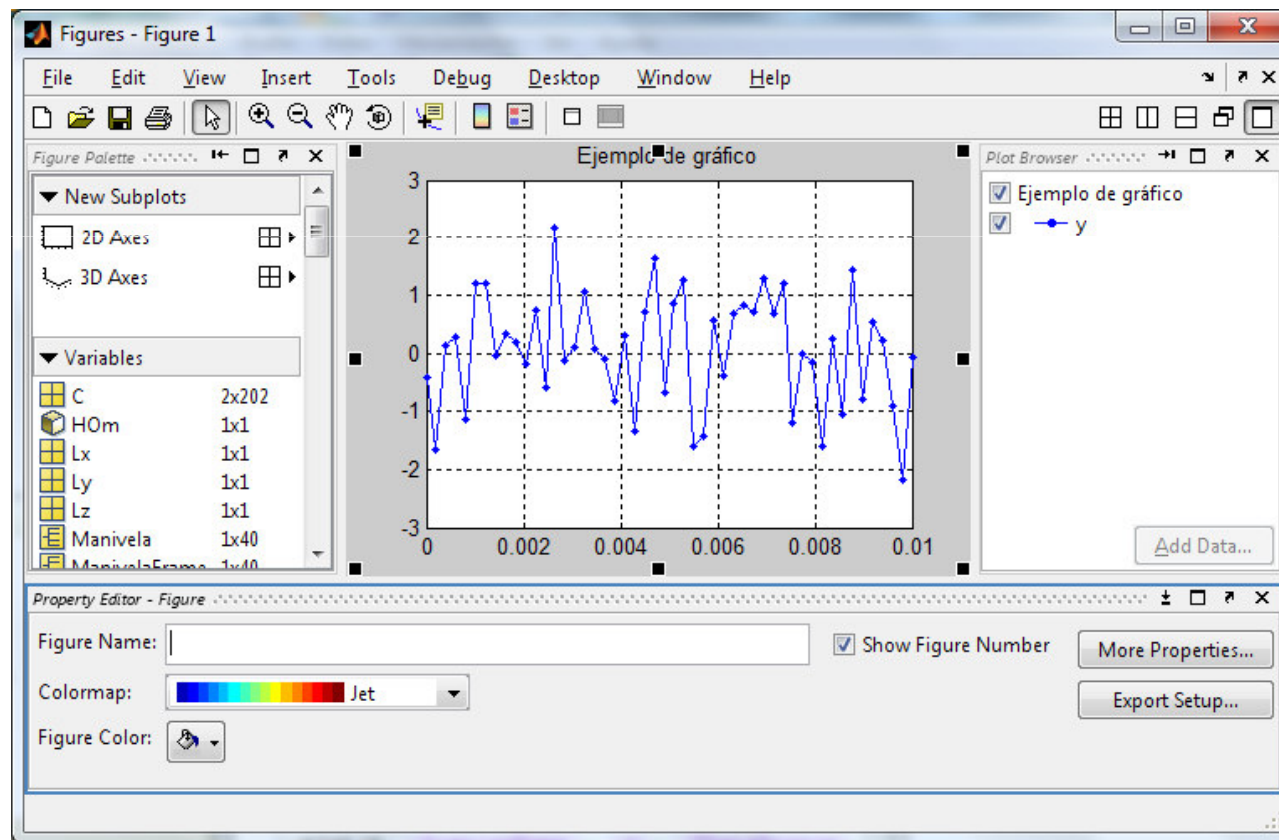 Figures - Figure 1
File Edit View Insert Tools Debug Desktop Window Help
Figure Palette
New Subplots
2D Axes
3D Axes
Variables
C 2x202
HOm 1x1
Lx 1x1
Ly 1x1
Lz 1x1
Manivela 1x40
ManivelaFrame 1x40
Ejemplo de gráfico
3
2
1
0
-1
-2
-3
0 0.002 0.004 0.006 0.008 0.01
Plot Browser
Ejemplo de gráfico
y
Add Data...
Property Editor - Figure
Figure Name: Show Figure Number More Properties...
Colormap: Jet Export Setup...
Figure Color: